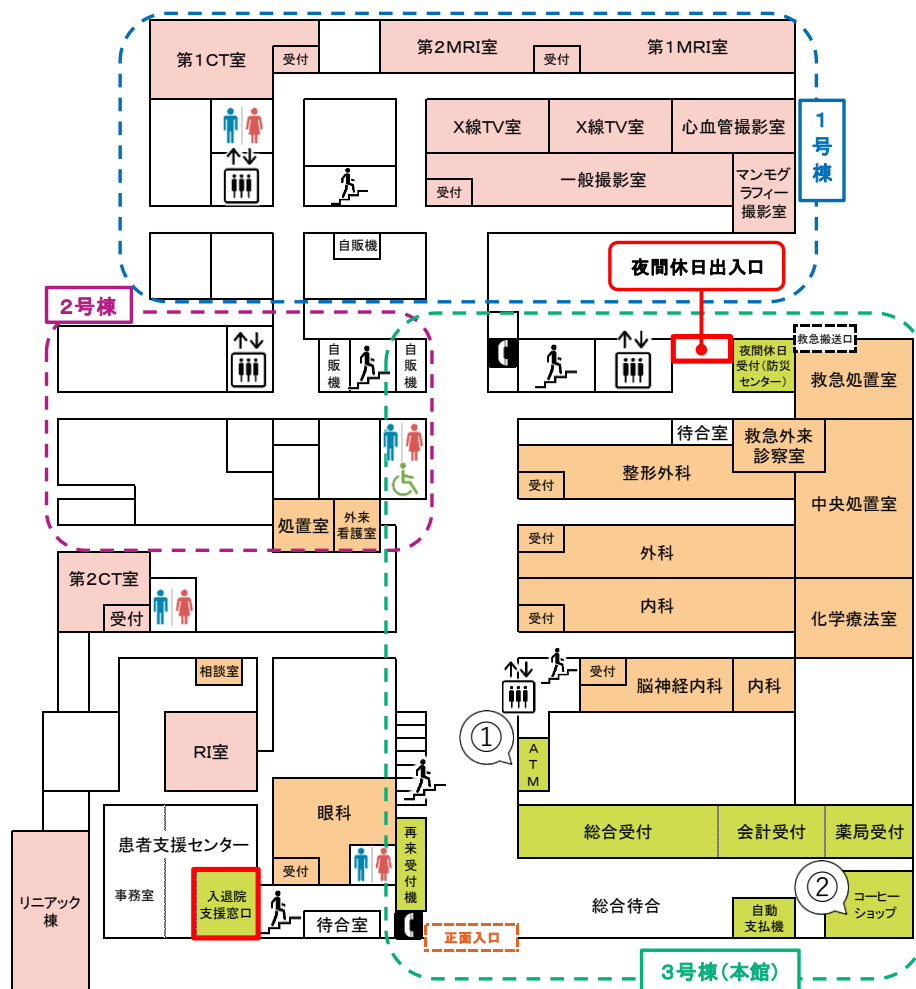 第1CT室
受付
第2MRI室
受付
第1MRI室
X線TV室
X線TV室
心血管撮影室
1号棟
一般撮影室
受付
マンモグ
ラフィー
撮影室
自販機
夜間休日出入口
2号棟
自販機
自販機
夜間休日
受付(防災
センター)
救急搬送口
救急処置室
待合室
救急外来
診察室
整形外科
受付
中央処置室
処置室
外来
看護室
受付
外科
第2CT室
受付
内科
受付
化学療法室
相談室
受付
脳神経内科
内科
RI室
①
ATM
眼科
受付
患者支援センター
事務室
入退院
支援窓口
再来受付機
総合受付
会計受付
薬局受付
リニアック
棟
待合室
正面入口
総合待合
自動
支払機
②
コーヒー
ショップ
3号棟(本館)